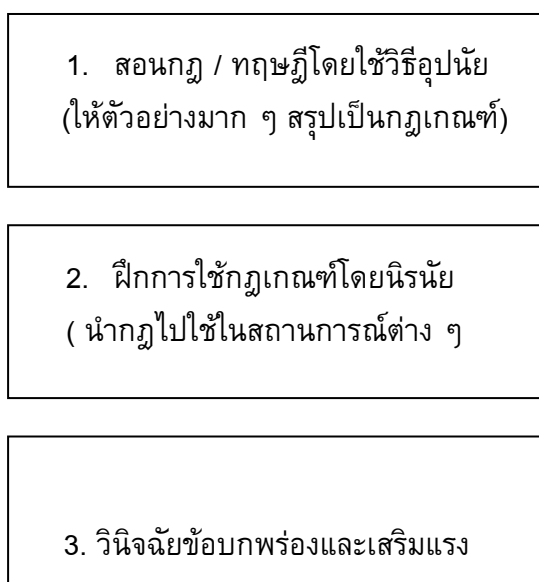 1. สอนกฎ / ทฤษฎีโดยใช้วิธีอุปนัย
(ให้ตัวอย่างมาก ๆ สรุปเป็นกฎเกณฑ์)
2. ฝึกการใช้กฎเกณฑ์โดยนิรนัย
( นำกฎไปใช้ในสถานการณ์ต่าง ๆ
3. วินิจฉัยข้อบกพร่องและเสริมแรง